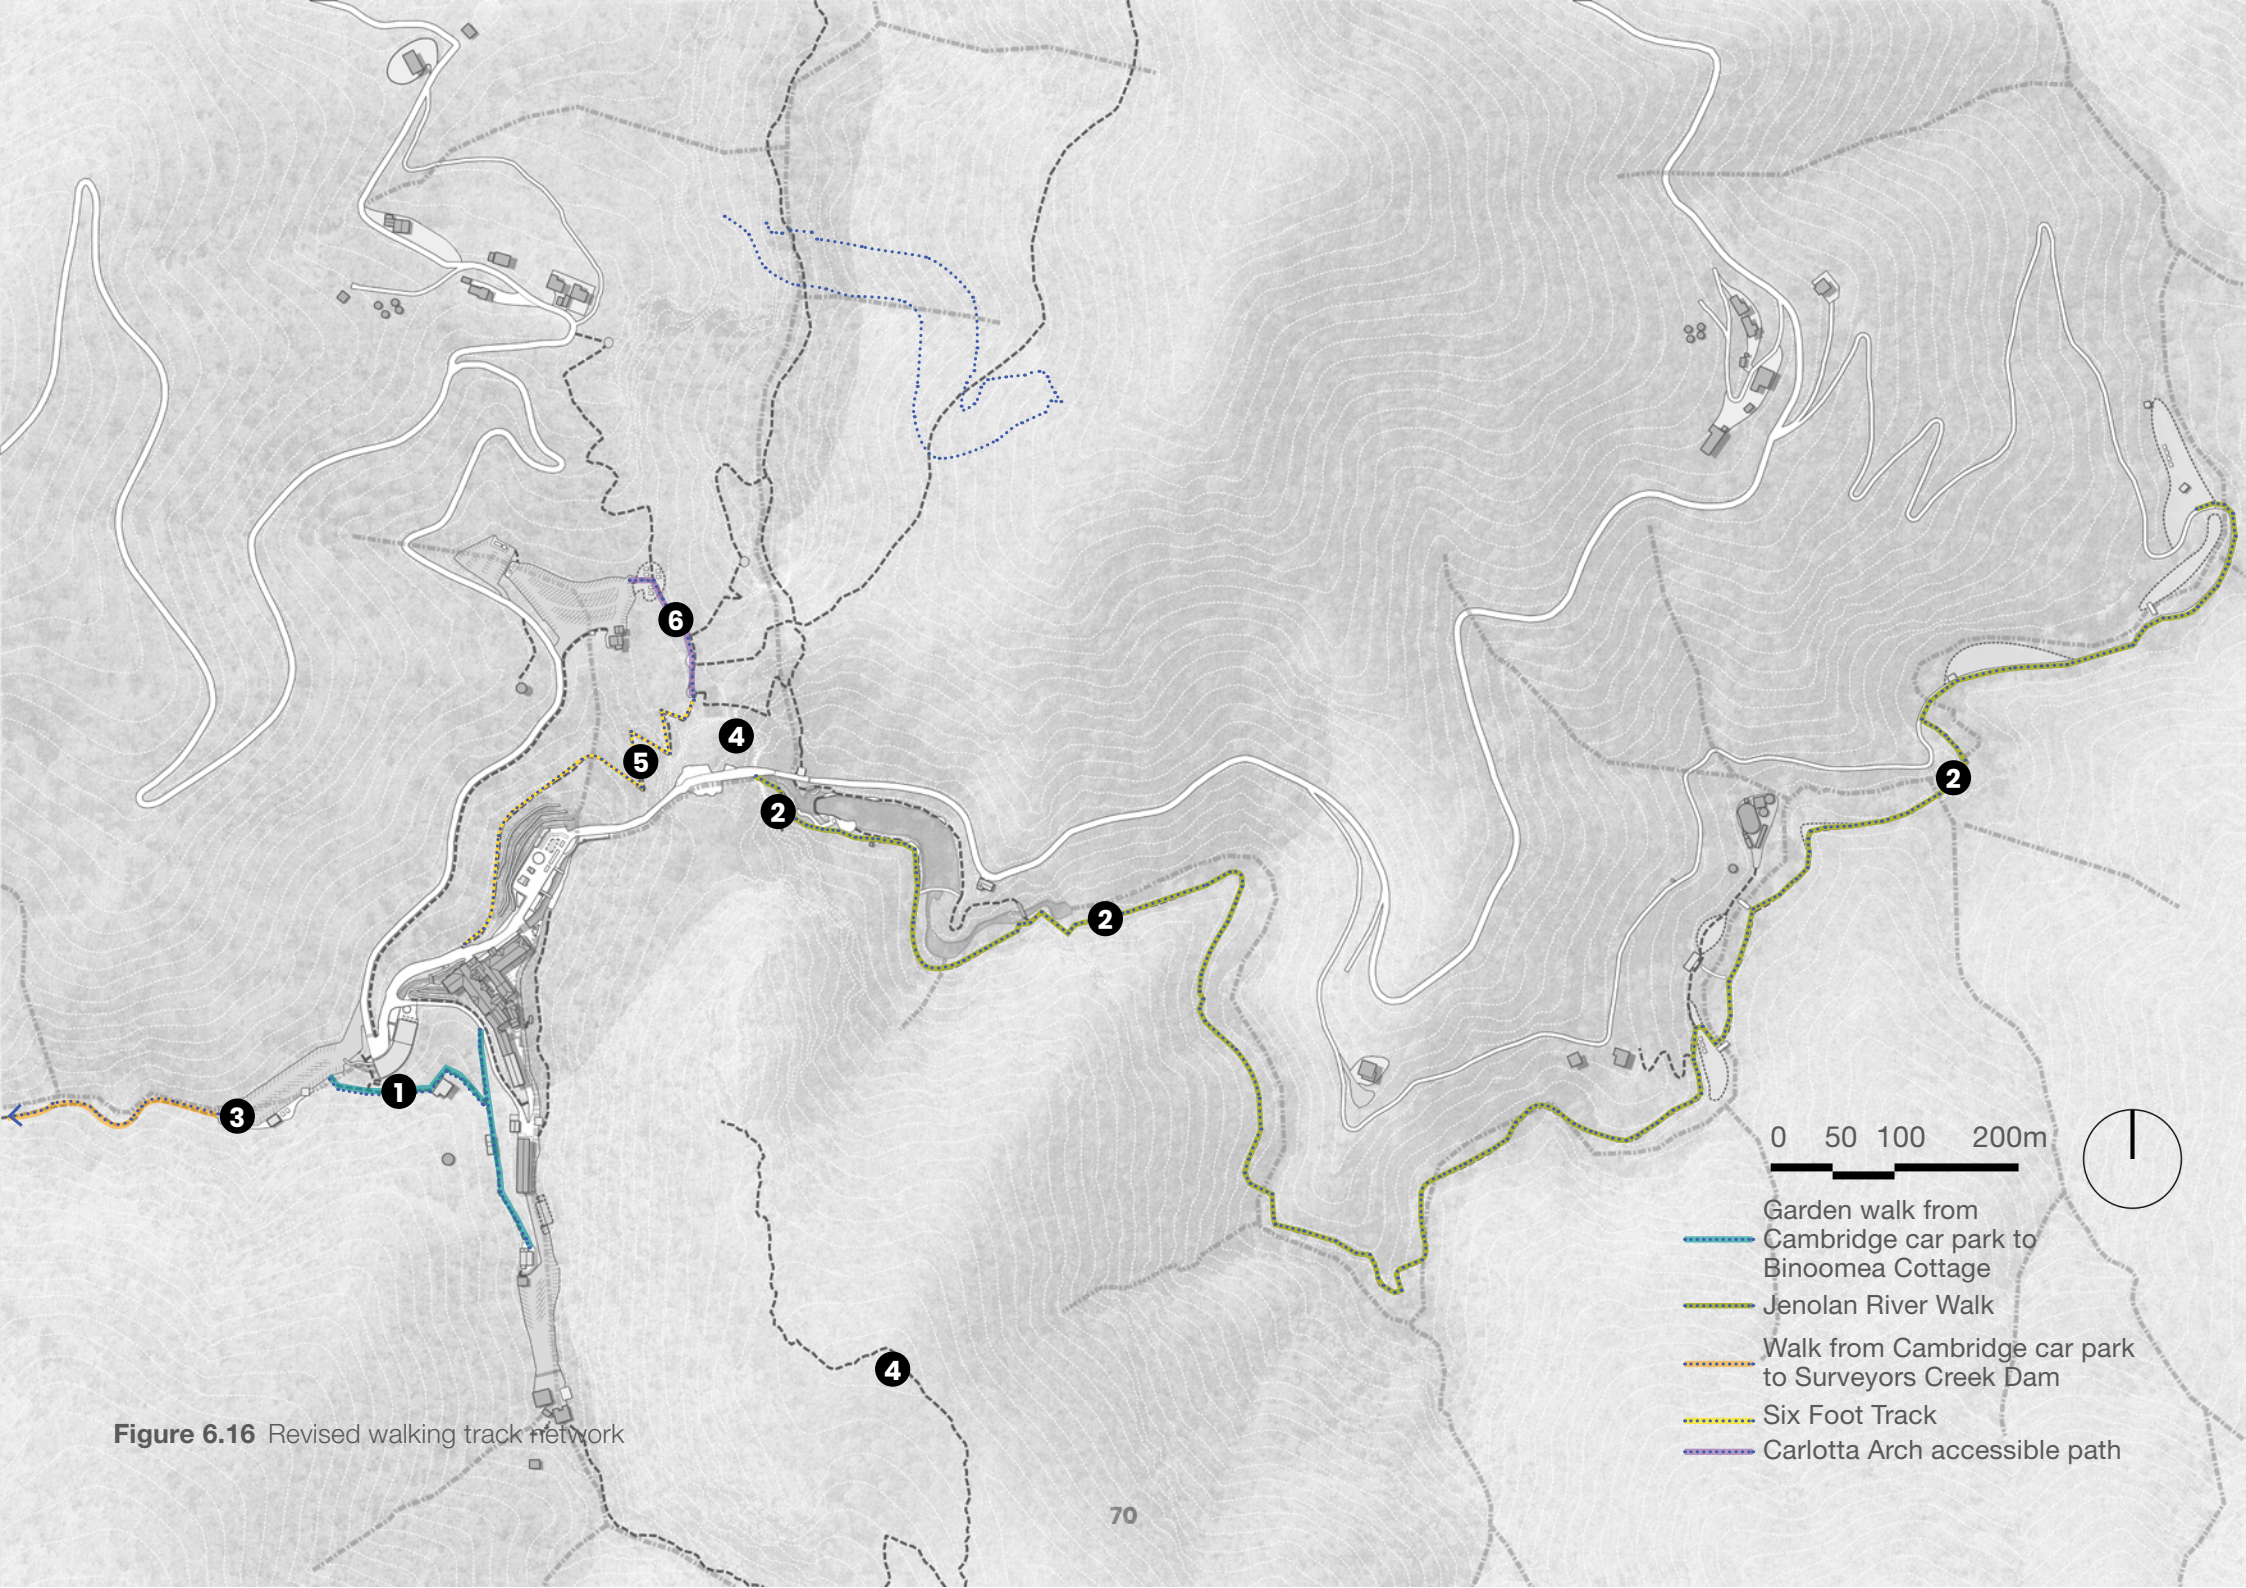 6
4
5
2
2
2
1
3
4
0 50 100 200m
Garden walk from
Cambridge car park to
Binoomea Cottage
Jenolan River Walk
Walk from Cambridge car park
to Surveyors Creek Dam
Six Foot Track
Carlotta Arch accessible path
Figure 6.16 Revised walking track network
70